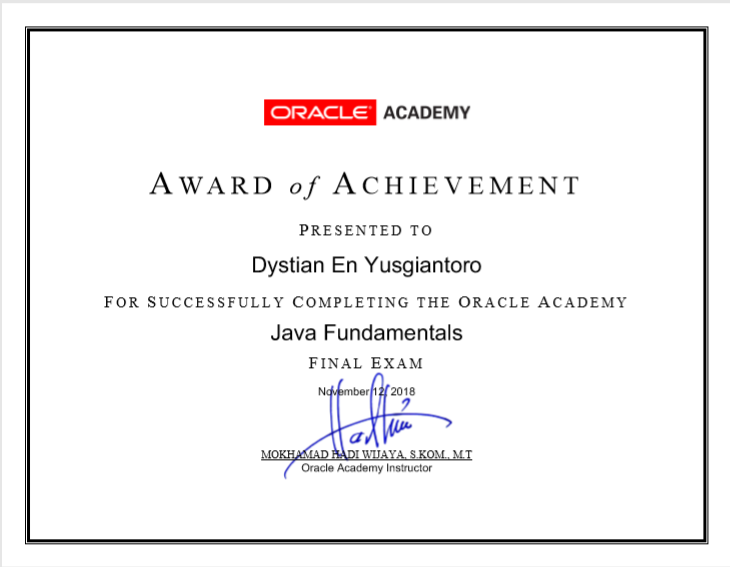 ORACLE ACADEMY
AWARD of ACHIEVEMENT
PRESENTED TO
Dystian En Yusgiantoro
FOR SUCCESSFULLY COMPLETING THE ORACLE ACADEMY
Java Fundamentals
FINAL EXAM
November 12, 2018
MOKHAMAD HADI WIJAYA, S.KOM., M.T
Oracle Academy Instructor